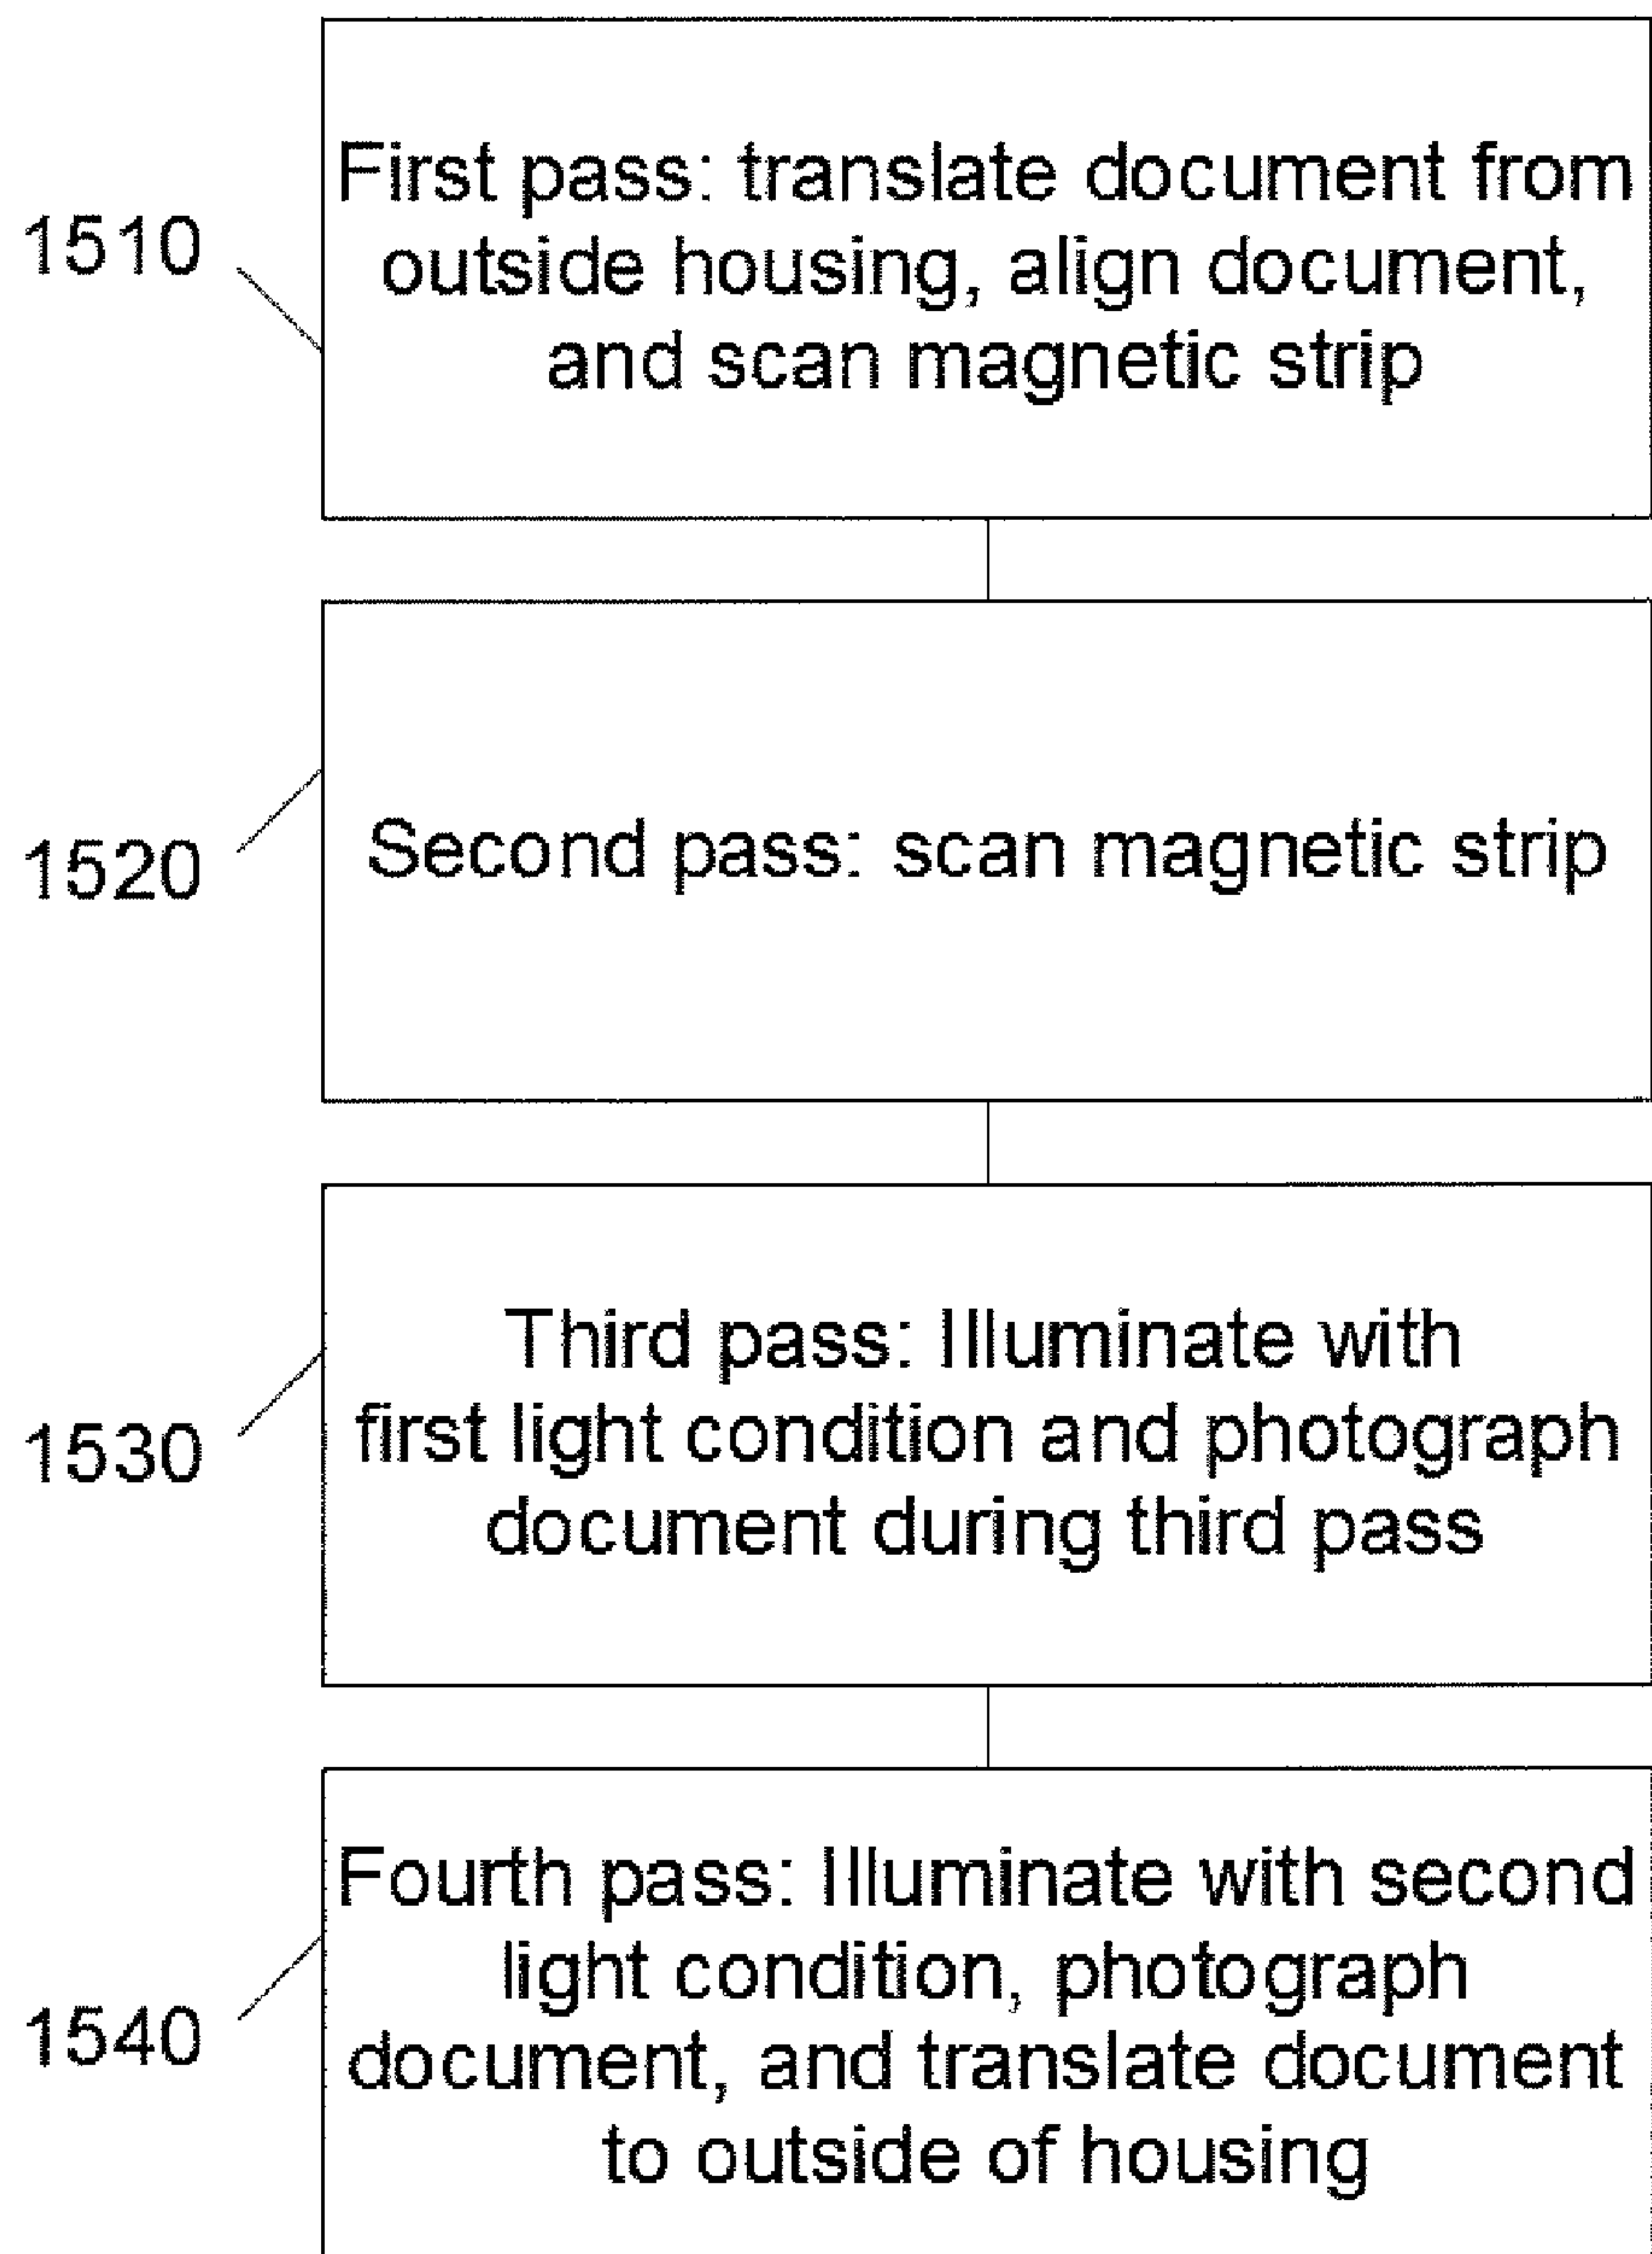 1510
First pass: translate document from
outside housing, align document,
and scan magnetic strip
1520
Second pass: scan magnetic strip
1530
Third pass: Illuminate with
first light condition and photograph
document during third pass
1540
Fourth pass: Illuminate with second
light condition, photograph
document, and translate document
to outside of housing